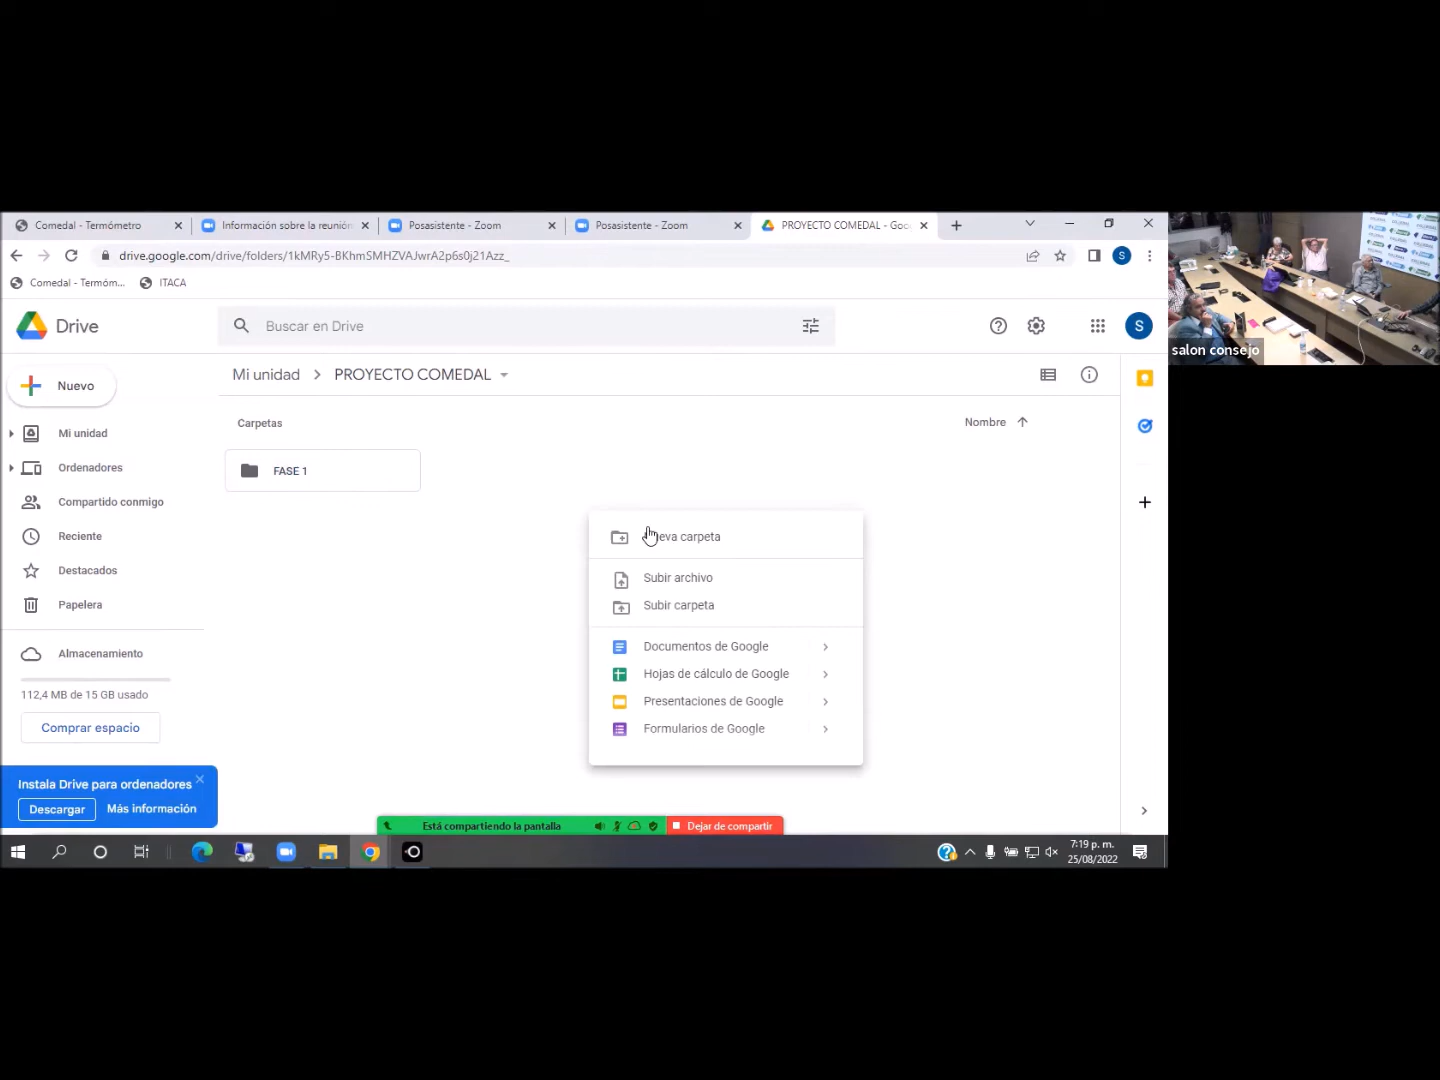 Comedal - Termómetro
Información sobre la reunión
Posasistente - Zoom
Posasistente - Zoom
PROYECTO COMEDAL - Goo
drive.google.com/drive/folders/1kMRy5-BKhmSMHZVAJwrA2p6s0j21Azz_
S
Comedal - Termóm...
ITACA
Drive
Buscar en Drive
S
salon consejo
Nuevo
Mi unidad
PROYECTO COMEDAL
Carpetas
Nombre
FASE 1
Mi unidad
Ordenadores
Compartido conmigo
Reciente
Destacados
Papelera
Almacenamiento
112,4 MB de 15 GB usado
Comprar espacio
eva carpeta
Subir archivo
Subir carpeta
Documentos de Google
Hojas de cálculo de Google
Presentaciones de Google
Formularios de Google
Instala Drive para ordenadores
Descargar
Más información
Está compartiendo la pantalla
Dejar de compartir
7:19 p. m.
25/08/2022